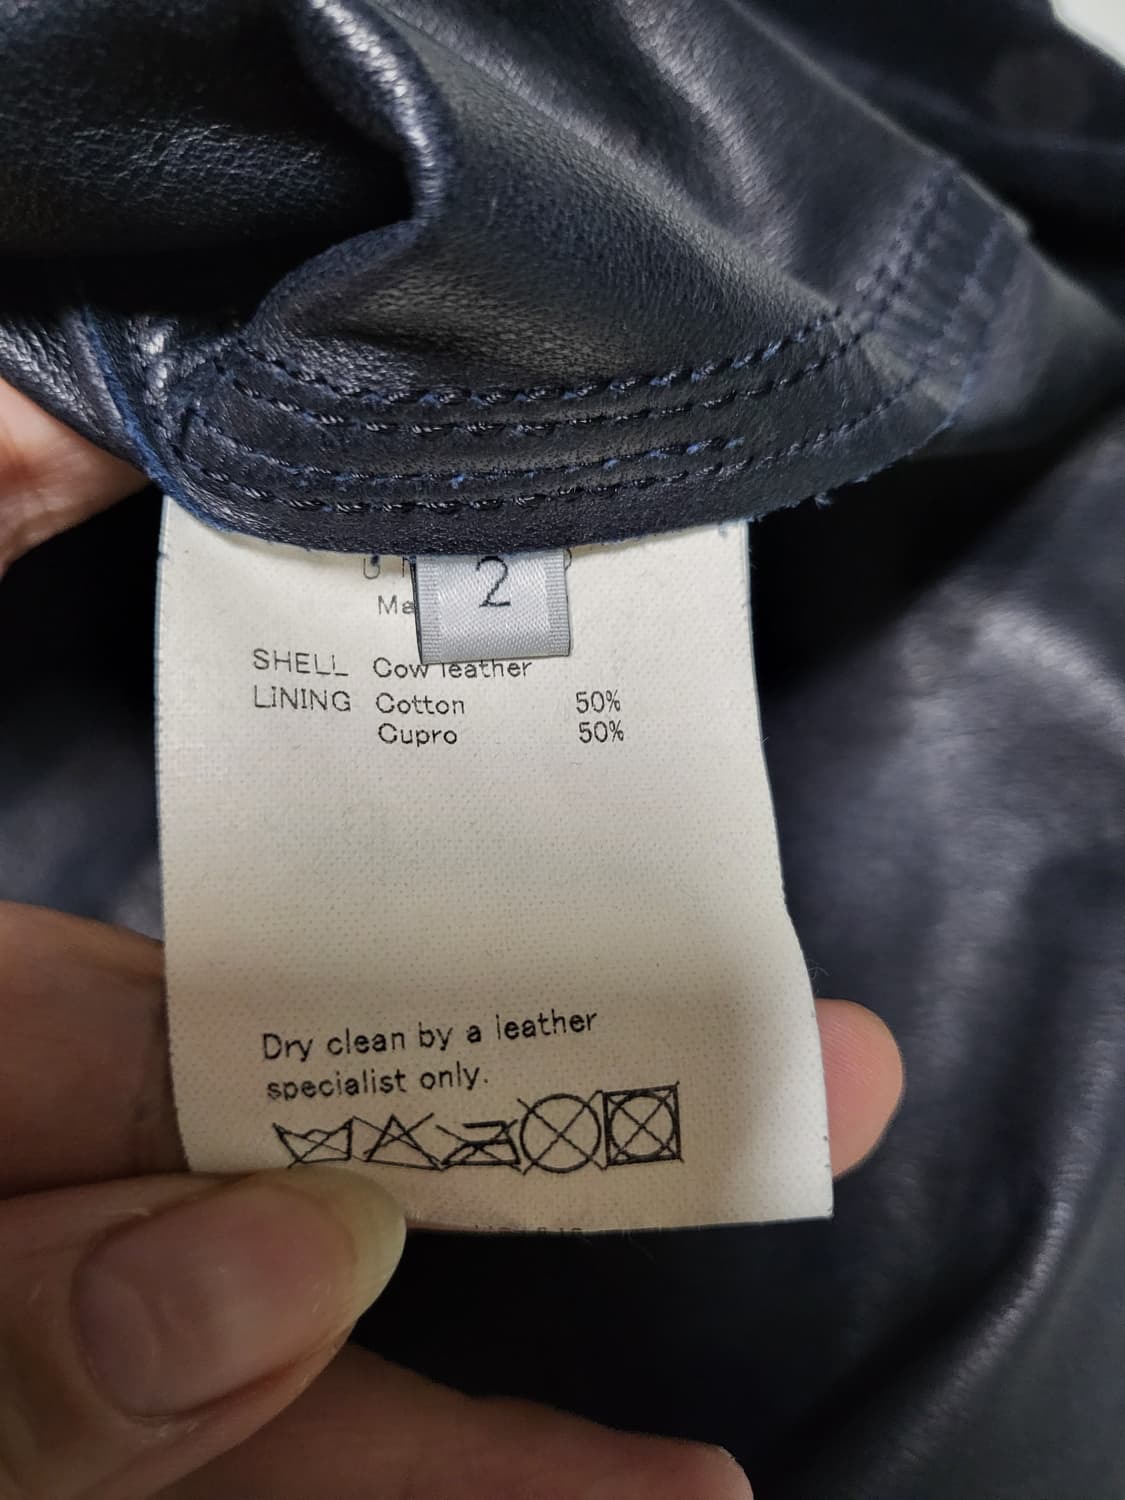 2
SHELL Cow leather
LINING Cotton 50%
Cupro 50%
Dry clean by a leather
specialist only.